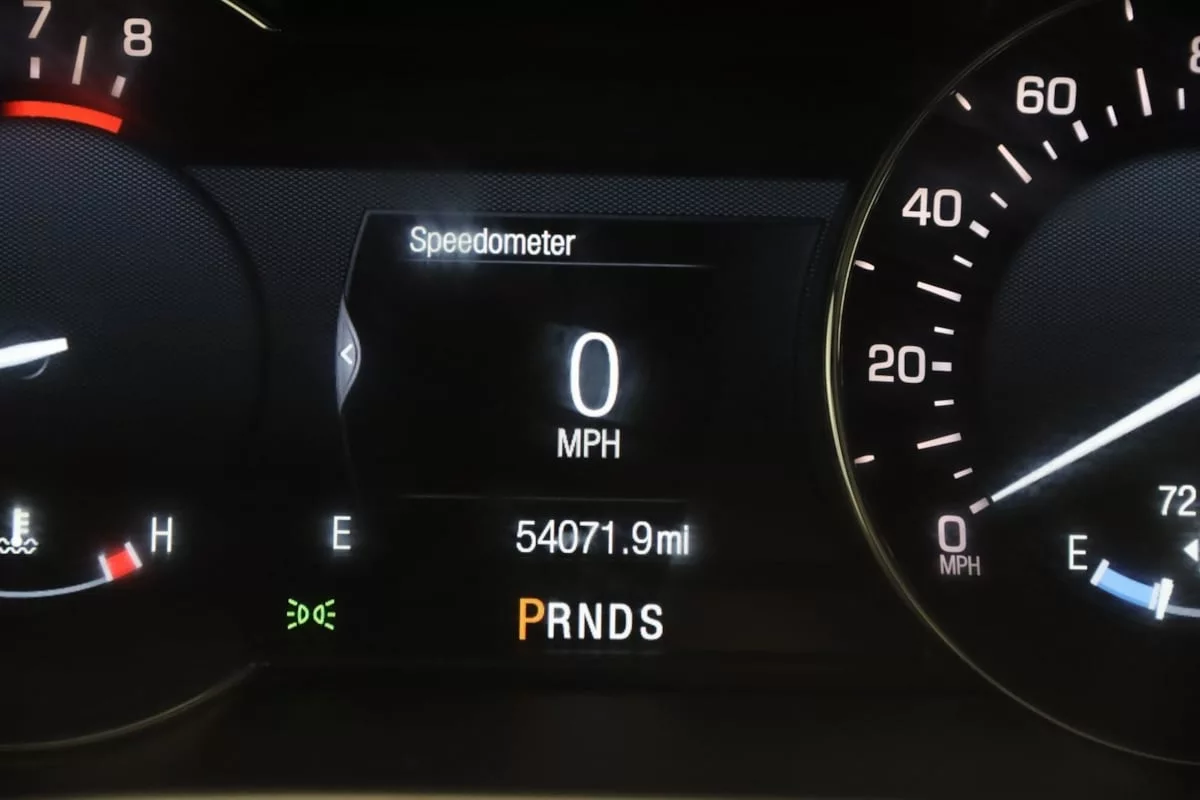 7
8
60
40
Speedometer
0
MPH
20
72
H
E
54071.9mi
0
MPH
E
PRNDS